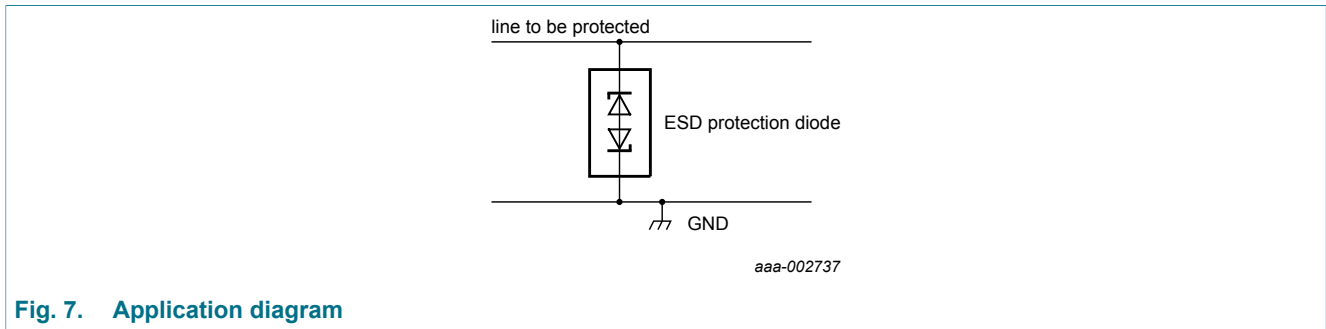 line to be protected
ESD protection diode
GND
aaa-002737
Fig. 7. Application diagram